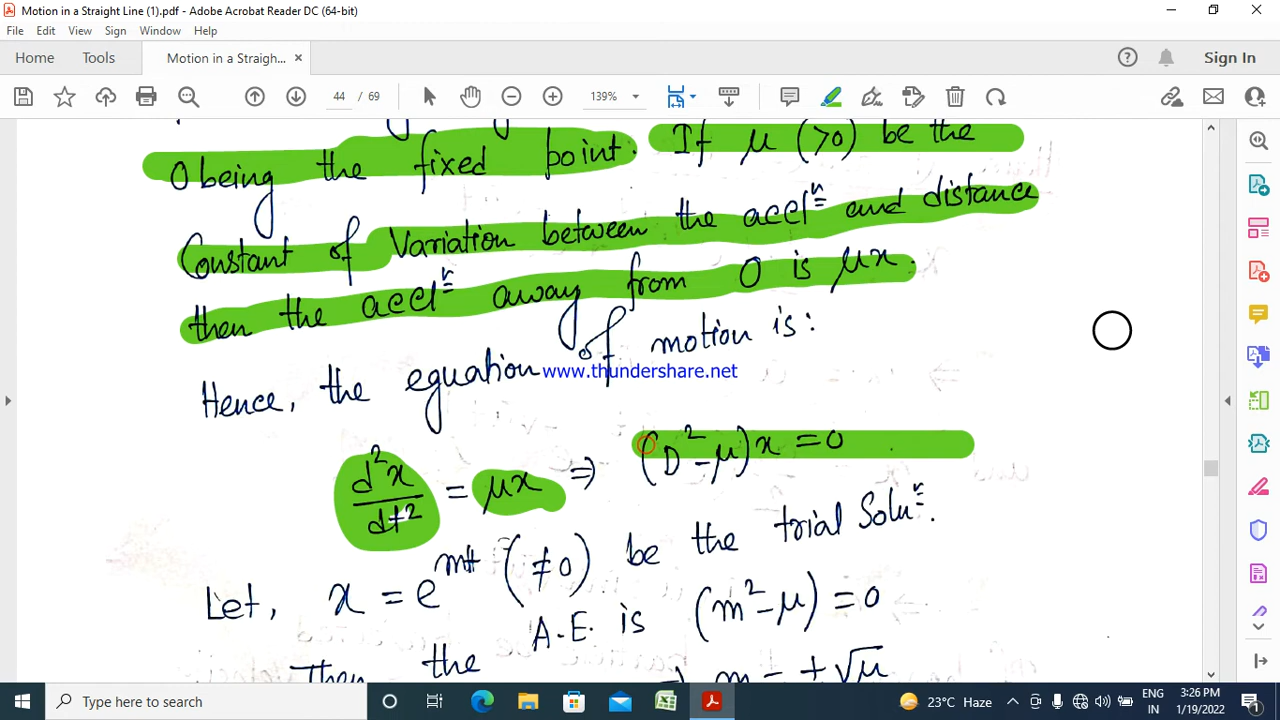 Motion in a Straight Line (1).pdf - Adobe Acrobat Reader DC (64-bit)
File Edit View Sign Window Help
Home Tools Motion in a Straigh... × Sign In
44 / 69 139%
O being the fixed point. If μ (>0) be the
Constant of Variation between the accl^n and distance
then the accl^n away from O is μx.
Hence, the equation of motion is:
www.thundershare.net
d²x/dt² = μx ⇒ (D²-μ)x = 0
Let, x = e^mt (≠0) be the trial Solu^n.
Then the A.E. is (m²-μ) = 0
⇒ m = ± √μ
Type here to search 23°C Haze ENG IN 3:26 PM 1/19/2022